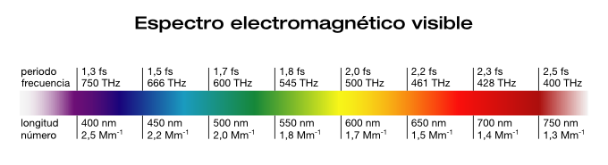 Espectro electromagnético visible
periodo 1,3 fs 1,5 fs 1,7 fs 1,8 fs 2,0 fs 2,2 fs 2,3 fs 2,5 fs
frecuencia 750 THz 666 THz 600 THz 545 THz 500 THz 461 THz 428 THz 400 THz
longitud 400 nm 450 nm 500 nm 550 nm 600 nm 650 nm 700 nm 750 nm
número 2,5 Mm⁻¹ 2,2 Mm⁻¹ 2,0 Mm⁻¹ 1,8 Mm⁻¹ 1,7 Mm⁻¹ 1,5 Mm⁻¹ 1,4 Mm⁻¹ 1,3 Mm⁻¹